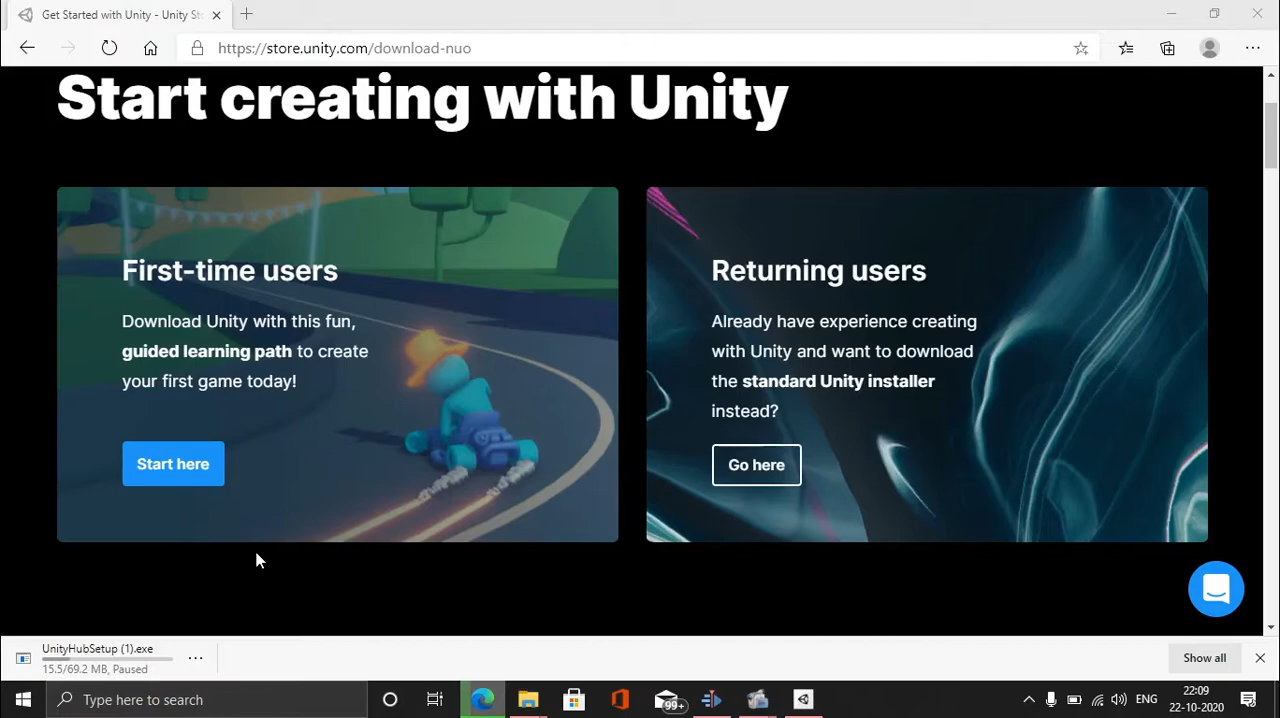 Get Started with Unity - Unity Sto
https://store.unity.com/download-nuo
Start creating with Unity
First-time users
Download Unity with this fun,
guided learning path to create
your first game today!
Start here
Returning users
Already have experience creating
with Unity and want to download
the standard Unity installer
instead?
Go here
UnityHubSetup (1).exe
15.5/69.2 MB, Paused
Show all
Type here to search
99+
ENG
22:09
22-10-2020